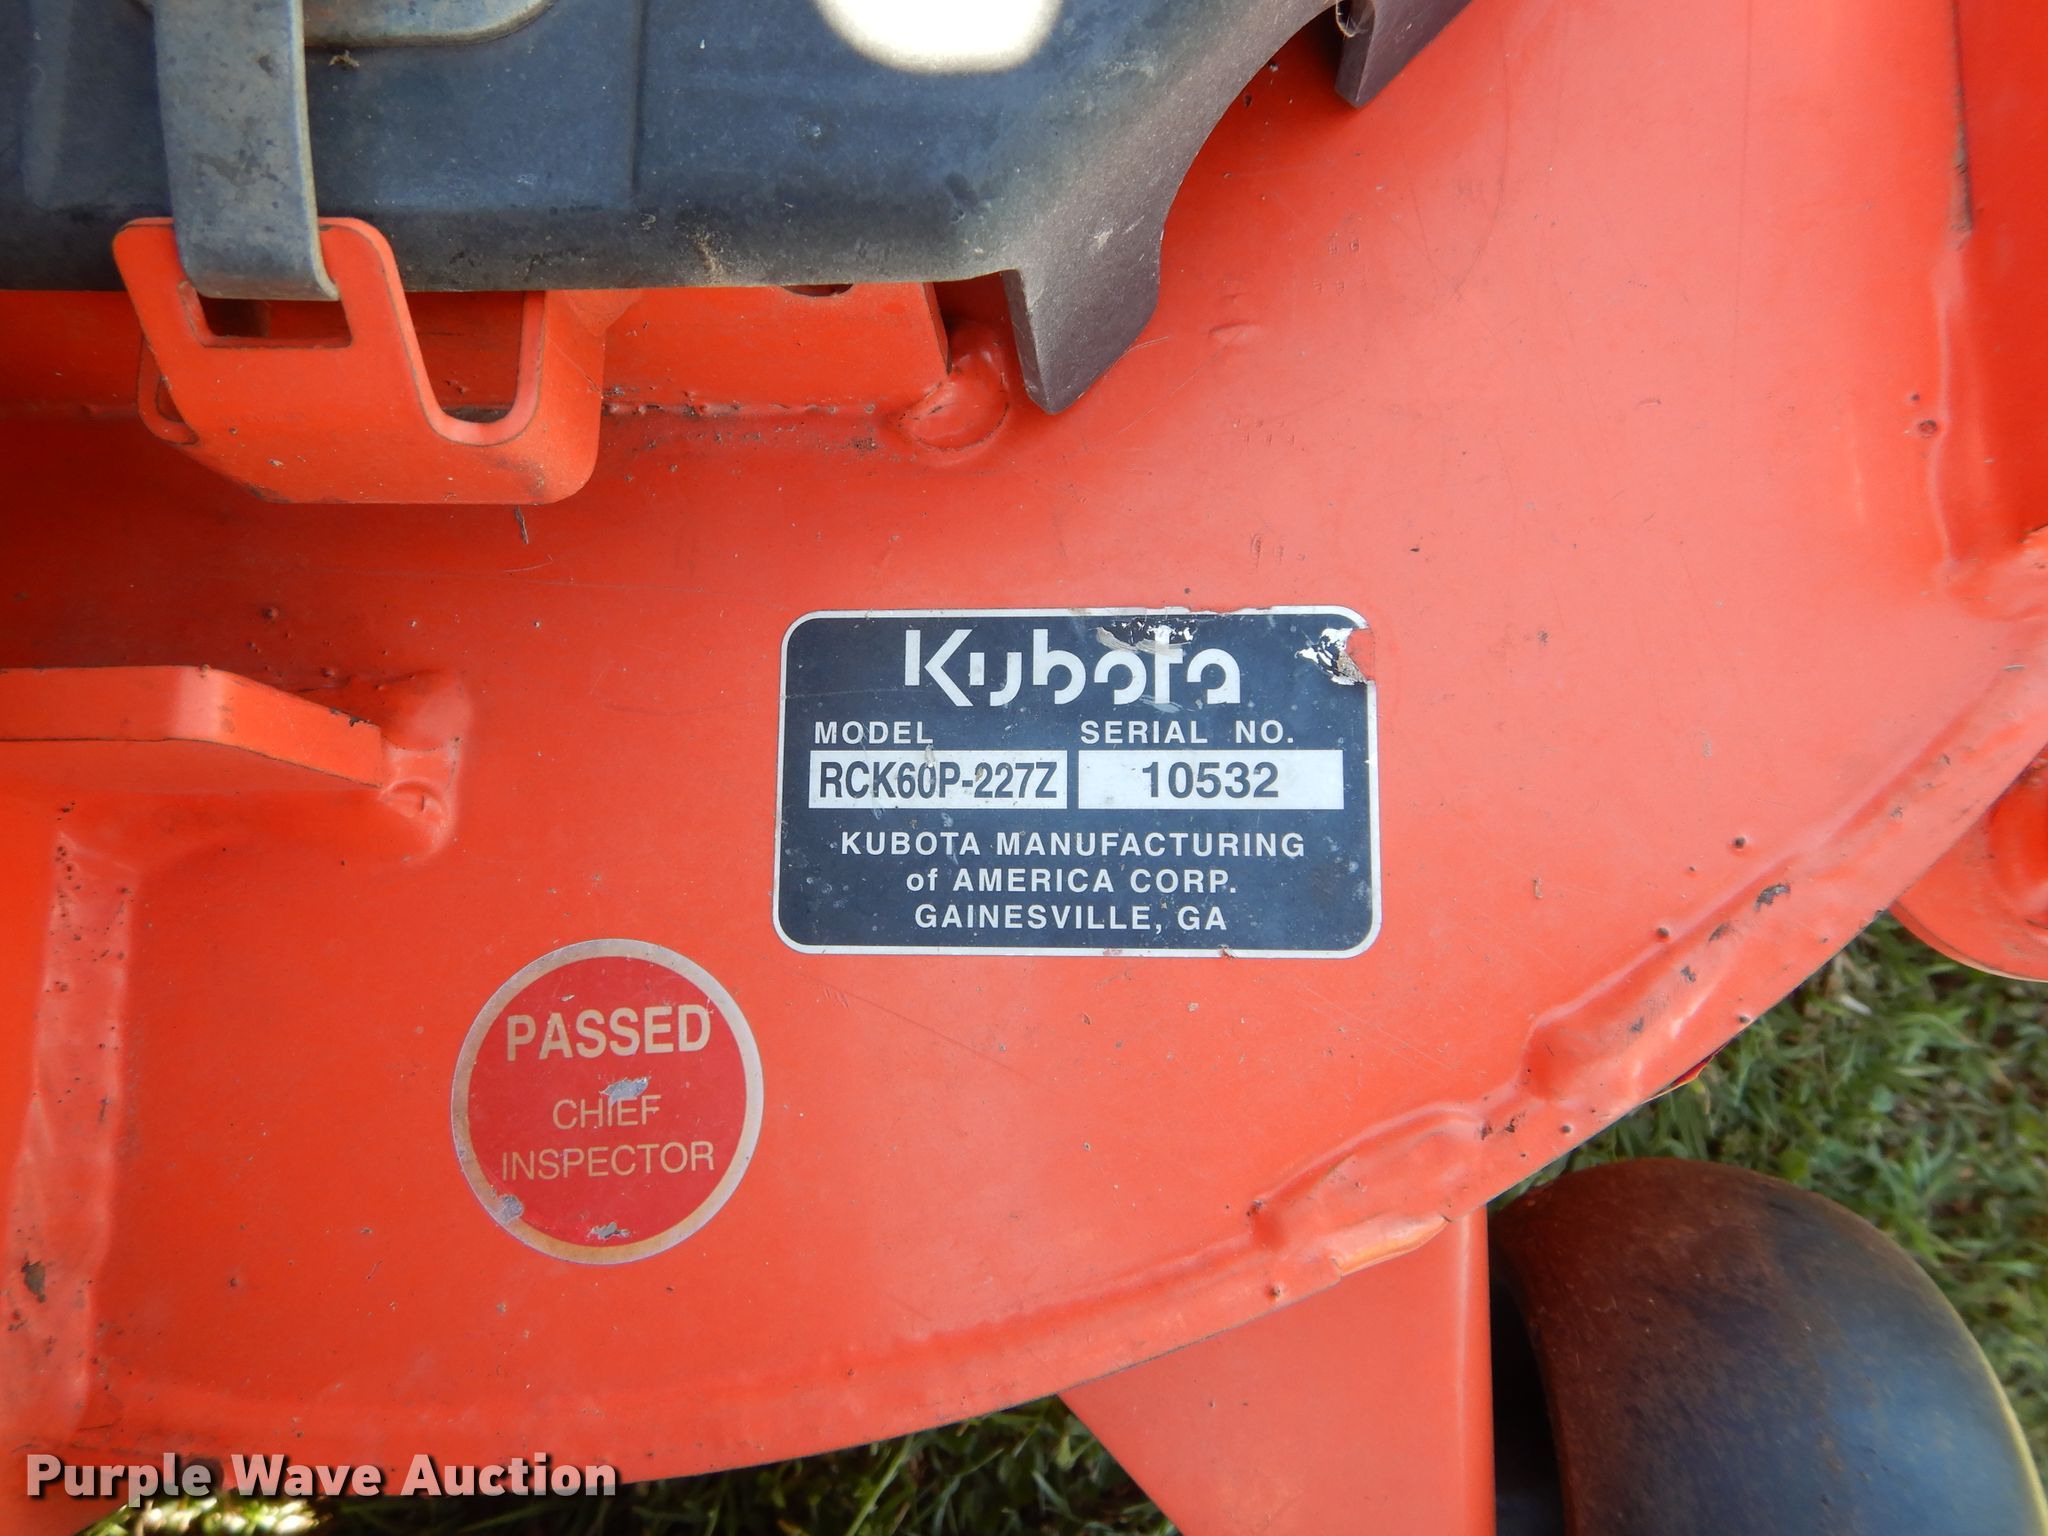 Kubota
MODEL SERIAL NO.
RCK60P-227Z 10532
KUBOTA MANUFACTURING
of AMERICA CORP.
GAINESVILLE, GA
PASSED
CHIEF
INSPECTOR
Purple Wave Auction